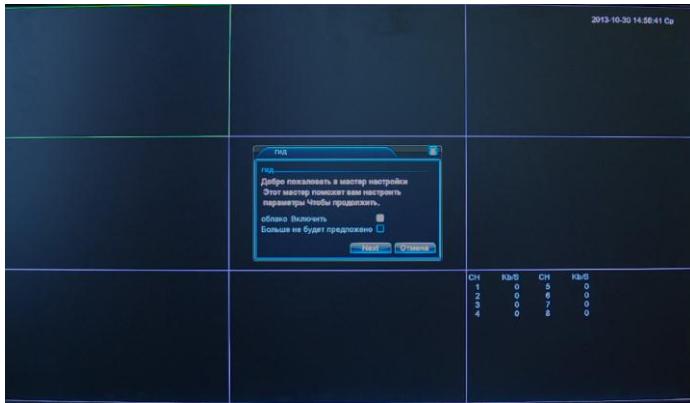 2013-10-30 14:56:41 Ср
гид
гид
Добро пожаловать в мастер настройки
Этот мастер поможет вам настроить
параметры Чтобы продолжить.
облако Включить
Больше не будет предложено
Next Отмена
CH Kb/S CH Kb/S
1 0 5 0
2 0 6 0
3 0 7 0
4 0 8 0